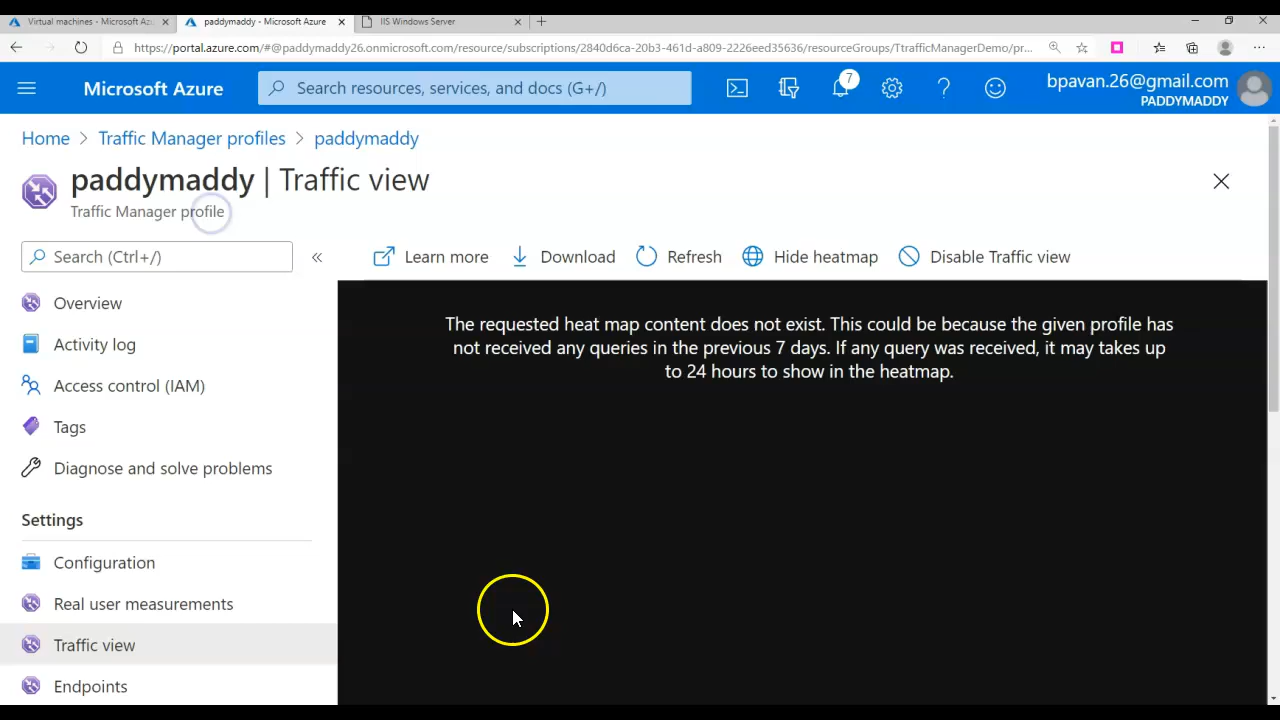 Virtual machines - Microsoft Azu
paddymaddy - Microsoft Azure
IIS Windows Server
https://portal.azure.com/#@paddymaddy26.onmicrosoft.com/resource/subscriptions/2840d6ca-20b3-461d-a809-2226eed35636/resourceGroups/TtrafficManagerDemo/pr...
Microsoft Azure
Search resources, services, and docs (G+/)
7
bpavan.26@gmail.com
PADDYMADDY
Home > Traffic Manager profiles > paddymaddy
paddymaddy | Traffic view
Traffic Manager profile
Search (Ctrl+/)
«
Learn more
Download
Refresh
Hide heatmap
Disable Traffic view
Overview
Activity log
Access control (IAM)
Tags
Diagnose and solve problems
Settings
Configuration
Real user measurements
Traffic view
Endpoints
The requested heat map content does not exist. This could be because the given profile has
not received any queries in the previous 7 days. If any query was received, it may takes up
to 24 hours to show in the heatmap.